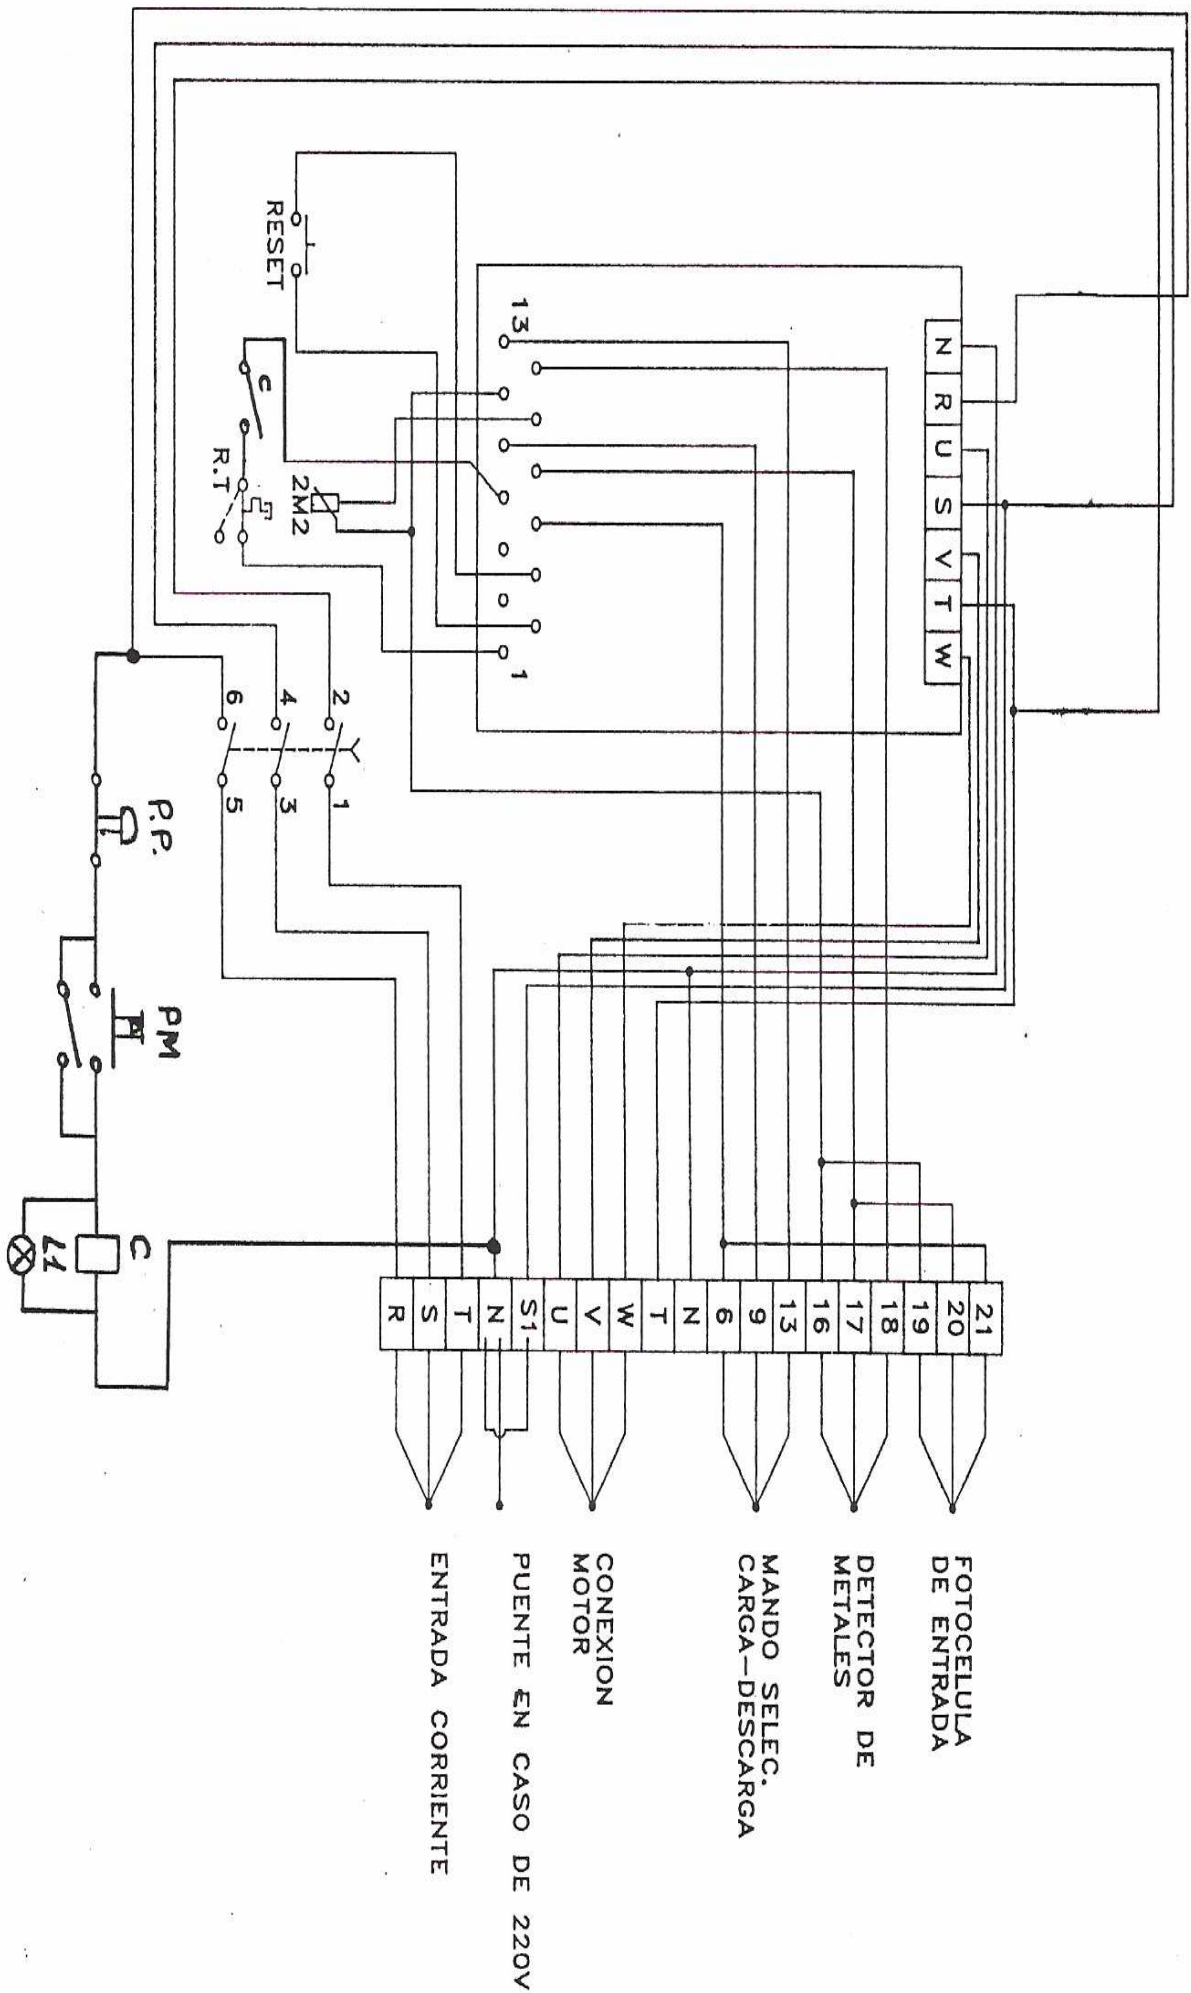 N
R
U
S
V
T
W
13
1
RESET
C
R.T
2M2
2
4
6
1
3
5
P.P.
PM
C
L1
21
20
19
18
17
16
13
9
6
N
T
W
V
U
S1
N
T
S
R
FOTOCELULA
DE ENTRADA
DETECTOR DE
METALES
MANDO SELEC.
CARGA-DESCARGA
CONEXION
MOTOR
PUENTE EN CASO DE 220V
ENTRADA CORRIENTE